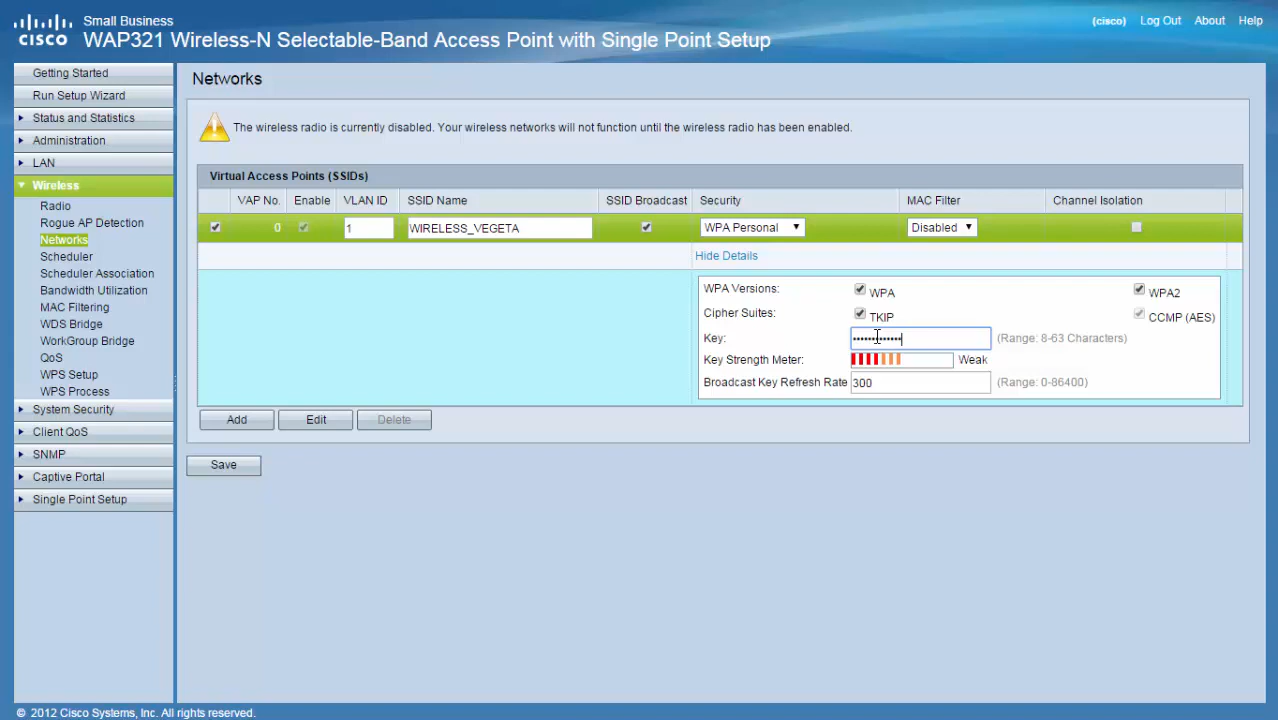 Small Business
CISCO WAP321 Wireless-N Selectable-Band Access Point with Single Point Setup
(cisco) Log Out About Help
Getting Started
Run Setup Wizard
Status and Statistics
Administration
LAN
Wireless
Radio
Rogue AP Detection
Networks
Scheduler
Scheduler Association
Bandwidth Utilization
MAC Filtering
WDS Bridge
WorkGroup Bridge
QoS
WPS Setup
WPS Process
System Security
Client QoS
SNMP
Captive Portal
Single Point Setup
Networks
The wireless radio is currently disabled. Your wireless networks will not function until the wireless radio has been enabled.
Virtual Access Points (SSIDs)
VAP No. Enable VLAN ID SSID Name SSID Broadcast Security MAC Filter Channel Isolation
0 1 WIRELESS_VEGETA WPA Personal Disabled
Hide Details
WPA Versions: WPA WPA2
Cipher Suites: TKIP CCMP (AES)
Key: (Range: 8-63 Characters)
Key Strength Meter: Weak
Broadcast Key Refresh Rate 300 (Range: 0-86400)
Add Edit Delete
Save
© 2012 Cisco Systems, Inc. All rights reserved.